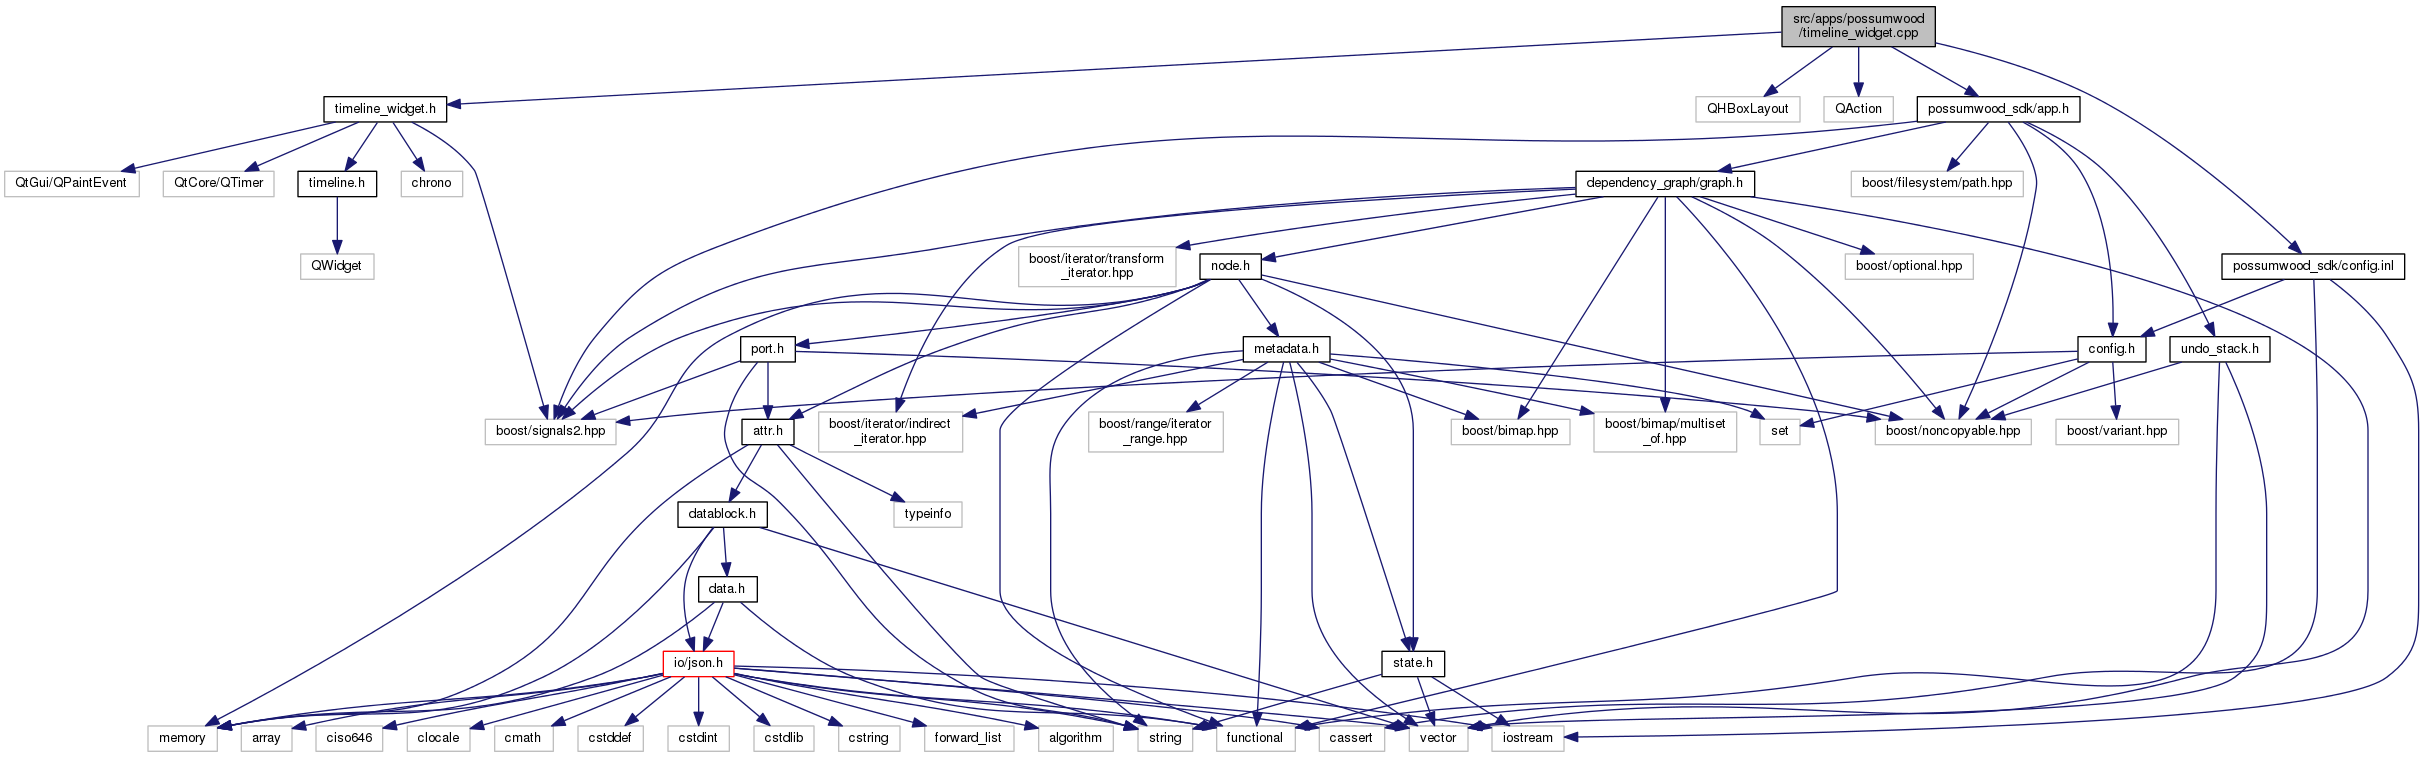 src/apps/possumwood
/timeline_widget.cpp
timeline_widget.h
QHBoxLayout
QAction
possumwood_sdk/app.h
QtGui/QPaintEvent
QtCore/QTimer
timeline.h
chrono
dependency_graph/graph.h
boost/filesystem/path.hpp
QWidget
boost/iterator/transform
_iterator.hpp
node.h
boost/optional.hpp
possumwood_sdk/config.inl
port.h
metadata.h
config.h
undo_stack.h
boost/signals2.hpp
attr.h
boost/iterator/indirect
_iterator.hpp
boost/range/iterator
_range.hpp
boost/bimap.hpp
boost/bimap/multiset
_of.hpp
set
boost/noncopyable.hpp
boost/variant.hpp
datablock.h
typeinfo
data.h
io/json.h
state.h
memory
array
ciso646
clocale
cmath
cstddef
cstdint
cstdlib
cstring
forward_list
algorithm
string
functional
cassert
vector
iostream